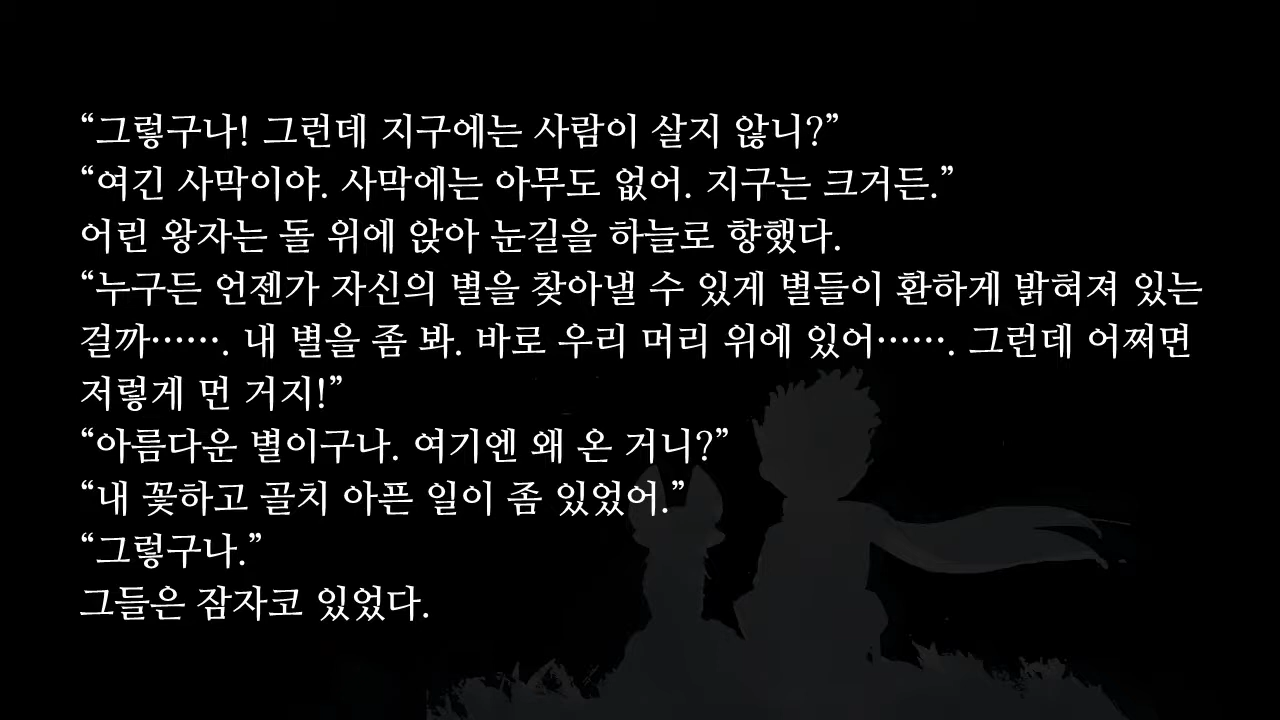 “그렇구나! 그런데 지구에는 사람이 살지 않니?”
“여긴 사막이야. 사막에는 아무도 없어. 지구는 크거든.”
어린 왕자는 돌 위에 앉아 눈길을 하늘로 향했다.
“누구든 언젠가 자신의 별을 찾아낼 수 있게 별들이 환하게 밝혀져 있는
걸까……. 내 별을 좀 봐. 바로 우리 머리 위에 있어……. 그런데 어쩌면
저렇게 먼 거지!”
“아름다운 별이구나. 여기엔 왜 온 거니?”
“내 꽃하고 골치 아픈 일이 좀 있었어.”
“그렇구나.”
그들은 잠자코 있었다.